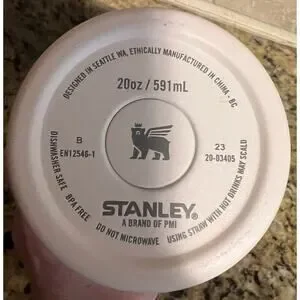 DESIGNED IN SEATTLE WA, ETHICALLY MANUFACTURED IN CHINA - BC
20oz / 591mL
B
EN12546-1
23
20-03405
STANLEY.
A BRAND OF PMI
DISHWASHER SAFE BPA FREE DO NOT MICROWAVE USING STRAW WITH HOT DRINKS MAY SCALD